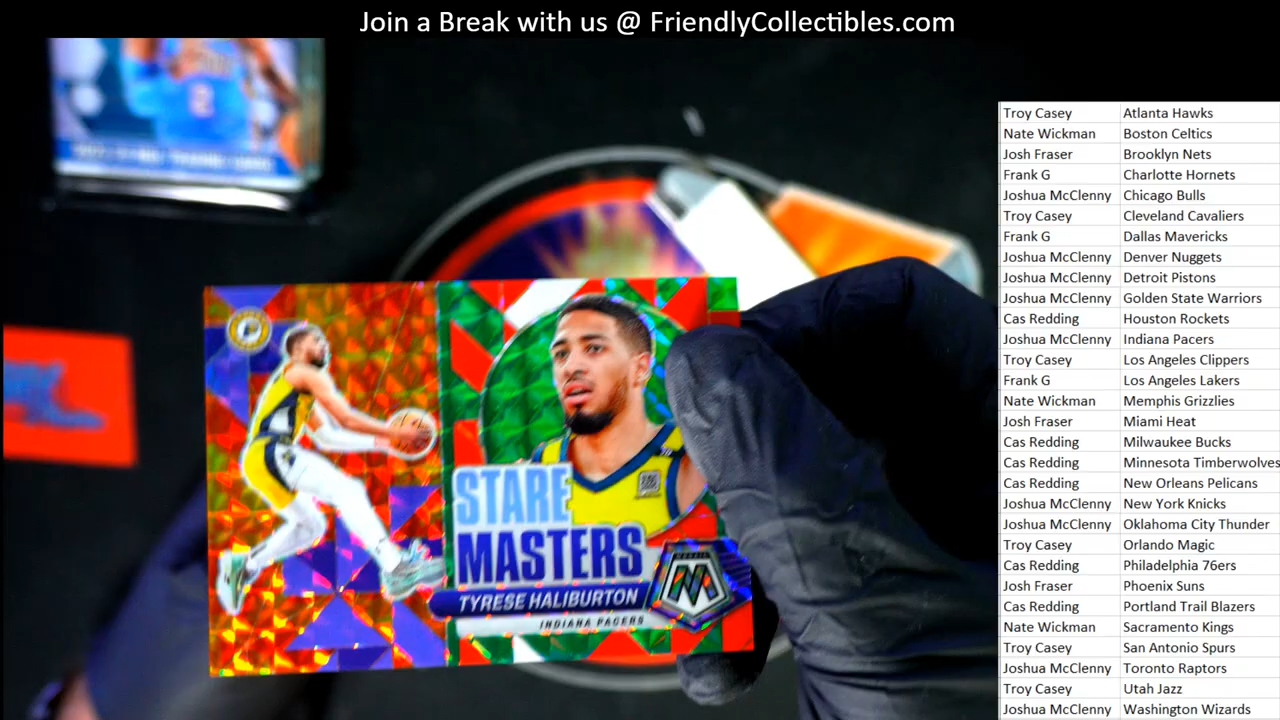 Join a Break with us @ FriendlyCollectibles.com
Troy Casey Atlanta Hawks
Nate Wickman Boston Celtics
Josh Fraser Brooklyn Nets
Frank G Charlotte Hornets
Joshua McClenny Chicago Bulls
Troy Casey Cleveland Cavaliers
Frank G Dallas Mavericks
Joshua McClenny Denver Nuggets
Joshua McClenny Detroit Pistons
Joshua McClenny Golden State Warriors
Cas Redding Houston Rockets
Joshua McClenny Indiana Pacers
Troy Casey Los Angeles Clippers
Frank G Los Angeles Lakers
Nate Wickman Memphis Grizzlies
Josh Fraser Miami Heat
Cas Redding Milwaukee Bucks
Cas Redding Minnesota Timberwolves
Cas Redding New Orleans Pelicans
Joshua McClenny New York Knicks
Joshua McClenny Oklahoma City Thunder
Troy Casey Orlando Magic
Cas Redding Philadelphia 76ers
Josh Fraser Phoenix Suns
Cas Redding Portland Trail Blazers
Nate Wickman Sacramento Kings
Troy Casey San Antonio Spurs
Joshua McClenny Toronto Raptors
Troy Casey Utah Jazz
Joshua McClenny Washington Wizards
STARE
MASTERS
MOSAIC
TYRESE HALIBURTON
INDIANA PACERS